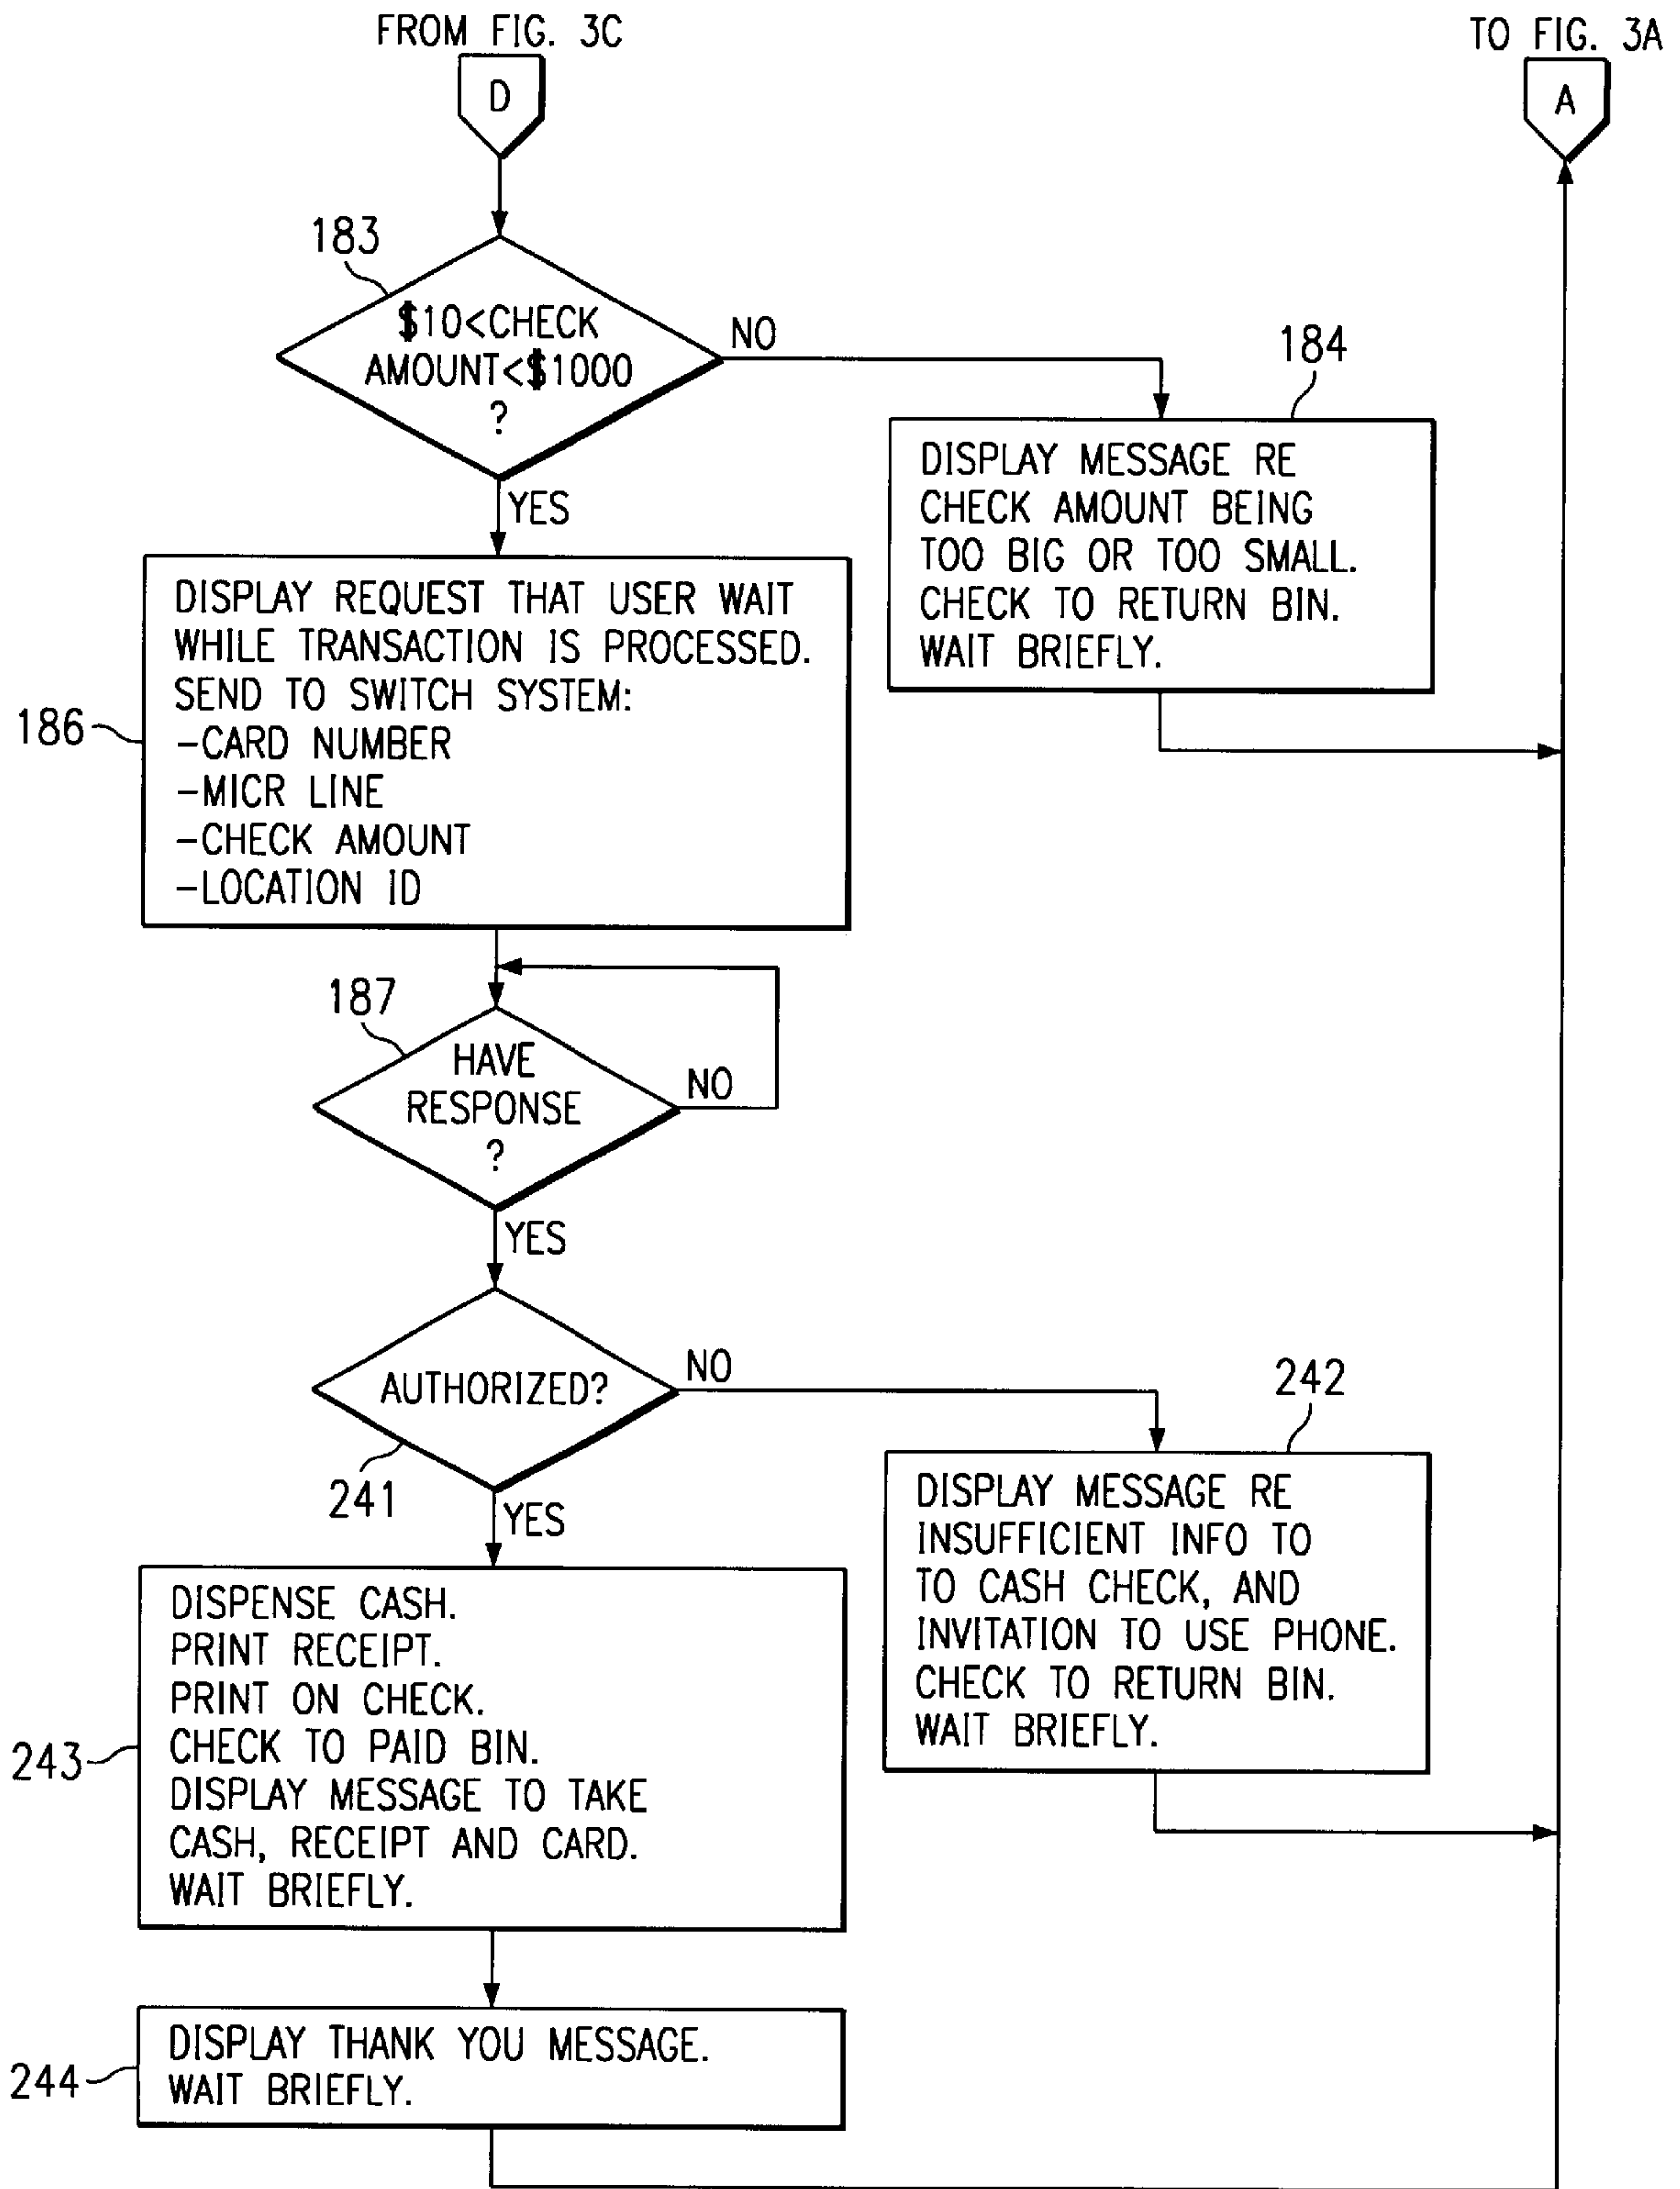 FROM FIG. 3C
D
TO FIG. 3A
A
183
$10<CHECK
AMOUNT<$1000
?
NO
YES
184
DISPLAY MESSAGE RE
CHECK AMOUNT BEING
TOO BIG OR TOO SMALL.
CHECK TO RETURN BIN.
WAIT BRIEFLY.
186
DISPLAY REQUEST THAT USER WAIT
WHILE TRANSACTION IS PROCESSED.
SEND TO SWITCH SYSTEM:
-CARD NUMBER
-MICR LINE
-CHECK AMOUNT
-LOCATION ID
187
HAVE
RESPONSE
?
NO
YES
AUTHORIZED?
241
NO
YES
242
DISPLAY MESSAGE RE
INSUFFICIENT INFO TO
TO CASH CHECK, AND
INVITATION TO USE PHONE.
CHECK TO RETURN BIN.
WAIT BRIEFLY.
243
DISPENSE CASH.
PRINT RECEIPT.
PRINT ON CHECK.
CHECK TO PAID BIN.
DISPLAY MESSAGE TO TAKE
CASH, RECEIPT AND CARD.
WAIT BRIEFLY.
244
DISPLAY THANK YOU MESSAGE.
WAIT BRIEFLY.